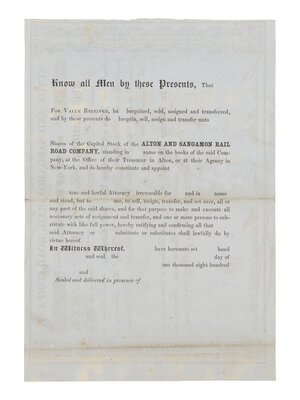 Know all Men by these Presents, That
FOR VALUE RECEIVED, ha bargained, sold, assigned and transferred,
and by these presents do bargain, sell, assign and transfer unto
Shares of the Capital Stock of the ALTON AND SANGAMON RAIL
ROAD COMPANY, standing in name on the books of the said Com-
pany, at the Office of their Treasurer in Alton, or at their Agency in
New-York, and do hereby constitute and appoint
true and lawful Attorney irrevocable for and in name
and stead, but to use, to sell, assign, transfer, and set over, all or
any part of the said shares, and for that purpose to make and execute all
necessary acts of assignment and transfer, and one or more persons to sub-
stitute with like full power, hereby ratifying and confirming all that
said Attorney or substitute or substitutes shall lawfully do by
virtue hereof.
In Witness Whereof, have hereunto set hand
and seal the day of
one thousand eight hundred
and
Sealed and delivered in presence of